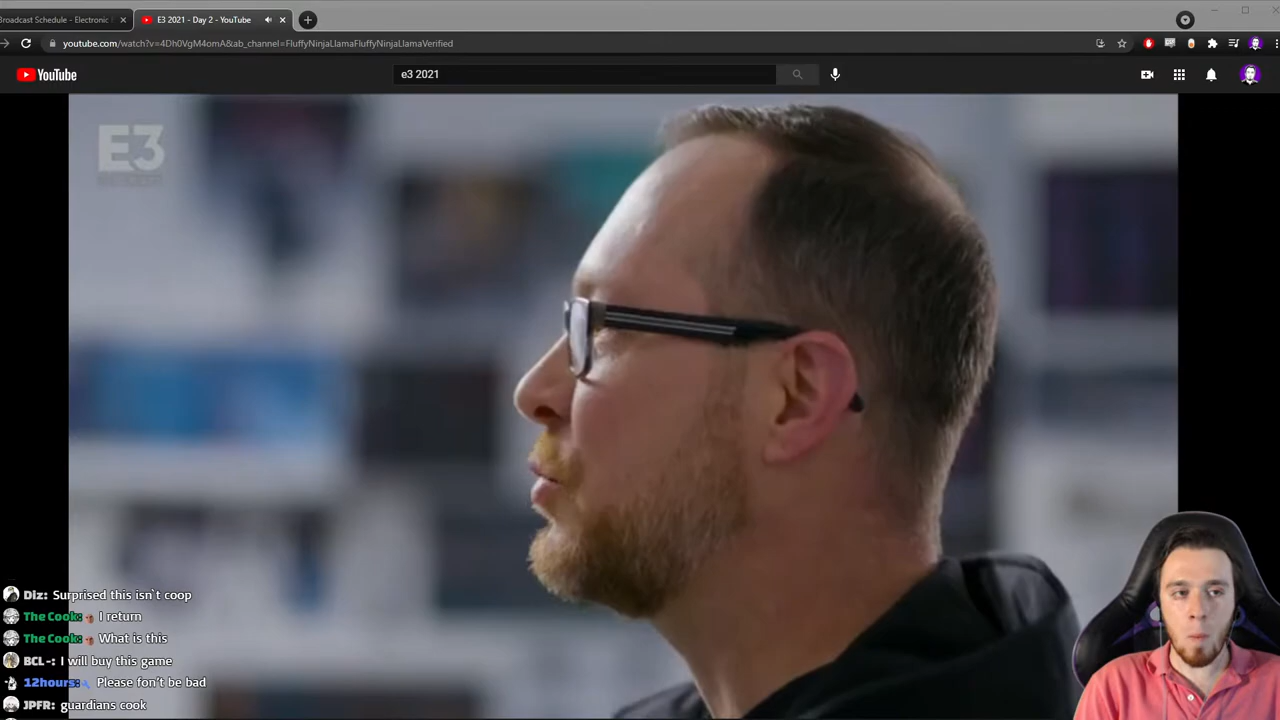 Broadcast Schedule - Electronic
E3 2021 - Day 2 - YouTube
youtube.com/watch?v=4Dh0VgM4omA&ab_channel=FluffyNinjaLlamaFluffyNinjaLlamaVerified
YouTube
e3 2021
E3
Diz: Surprised this isn`t coop
The Cook: I return
The Cook: What is this
BCL-: I will buy this game
12hours: Please fon't be bad
JPFR: guardians cook